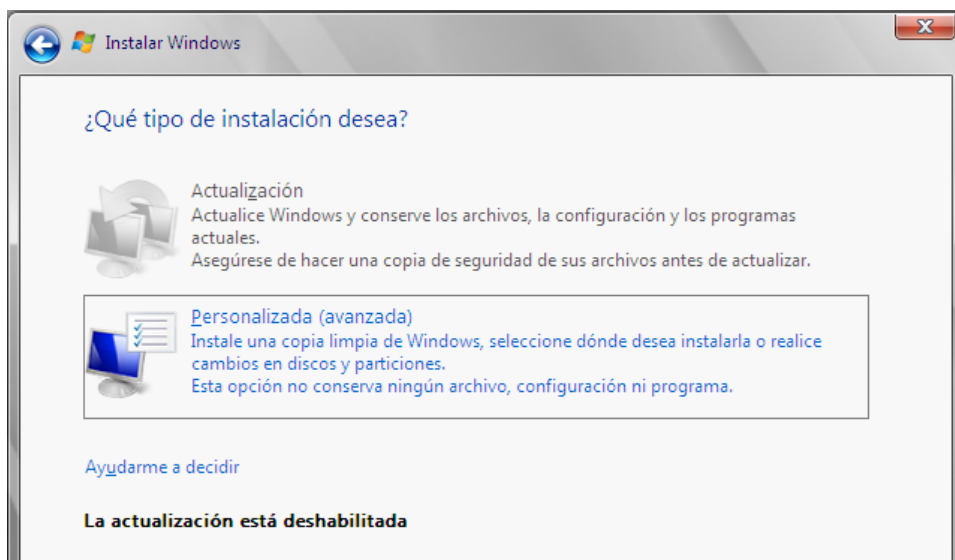 Instalar Windows
¿Qué tipo de instalación desea?
Actualización
Actualice Windows y conserve los archivos, la configuración y los programas
actuales.
Asegúrese de hacer una copia de seguridad de sus archivos antes de actualizar.
Personalizada (avanzada)
Instale una copia limpia de Windows, seleccione dónde desea instalarla o realice
cambios en discos y particiones.
Esta opción no conserva ningún archivo, configuración ni programa.
Ayudarme a decidir
La actualización está deshabilitada